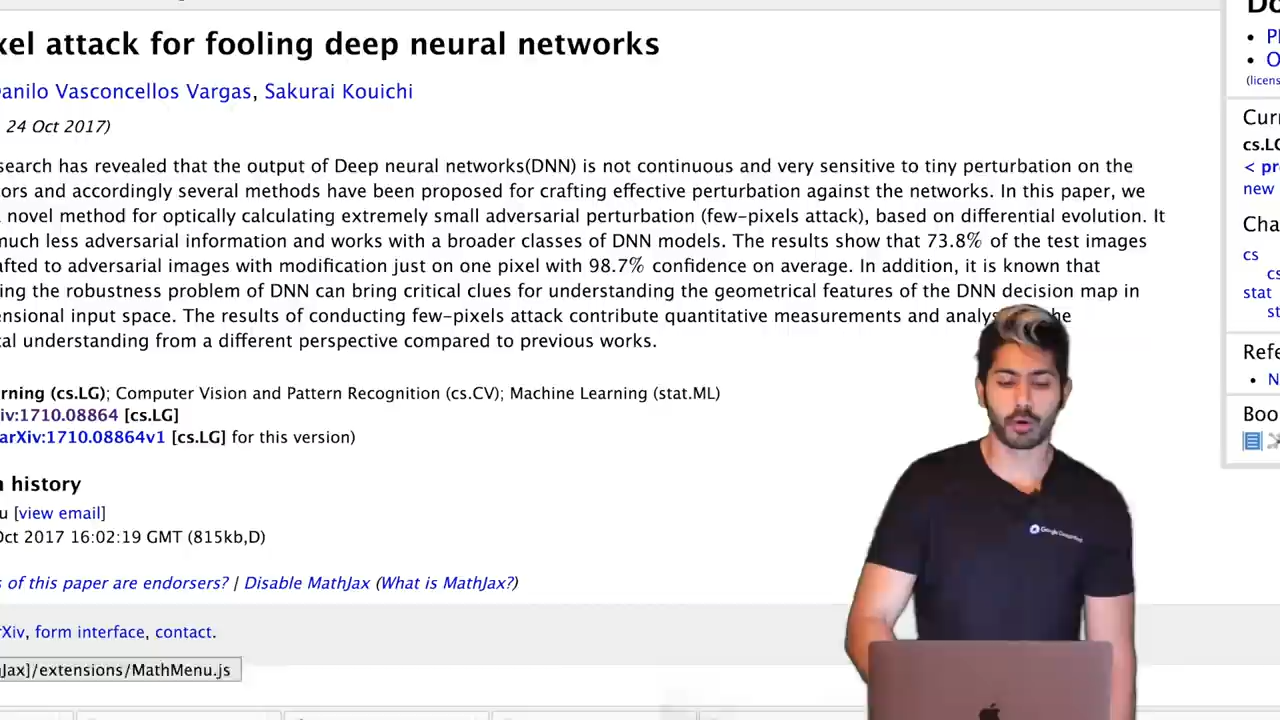 xel attack for fooling deep neural networks
Danilo Vasconcellos Vargas, Sakurai Kouichi
24 Oct 2017)
search has revealed that the output of Deep neural networks(DNN) is not continuous and very sensitive to tiny perturbation on the
ors and accordingly several methods have been proposed for crafting effective perturbation against the networks. In this paper, we
novel method for optically calculating extremely small adversarial perturbation (few-pixels attack), based on differential evolution. It
much less adversarial information and works with a broader classes of DNN models. The results show that 73.8% of the test images
afted to adversarial images with modification just on one pixel with 98.7% confidence on average. In addition, it is known that
ing the robustness problem of DNN can bring critical clues for understanding the geometrical features of the DNN decision map in
ensional input space. The results of conducting few-pixels attack contribute quantitative measurements and analys he
al understanding from a different perspective compared to previous works.
rning (cs.LG); Computer Vision and Pattern Recognition (cs.CV); Machine Learning (stat.ML)
iv:1710.08864 [cs.LG]
arXiv:1710.08864v1 [cs.LG] for this version)
n history
u [view email]
Oct 2017 16:02:19 GMT (815kb,D)
s of this paper are endorsers? | Disable MathJax (What is MathJax?)
rXiv, form interface, contact.
Jax]/extensions/MathMenu.js
Do
• P
• O
(licens
Curr
cs.LG
< pr
new
Cha
cs
cs
stat
st
Refe
• N
Boo